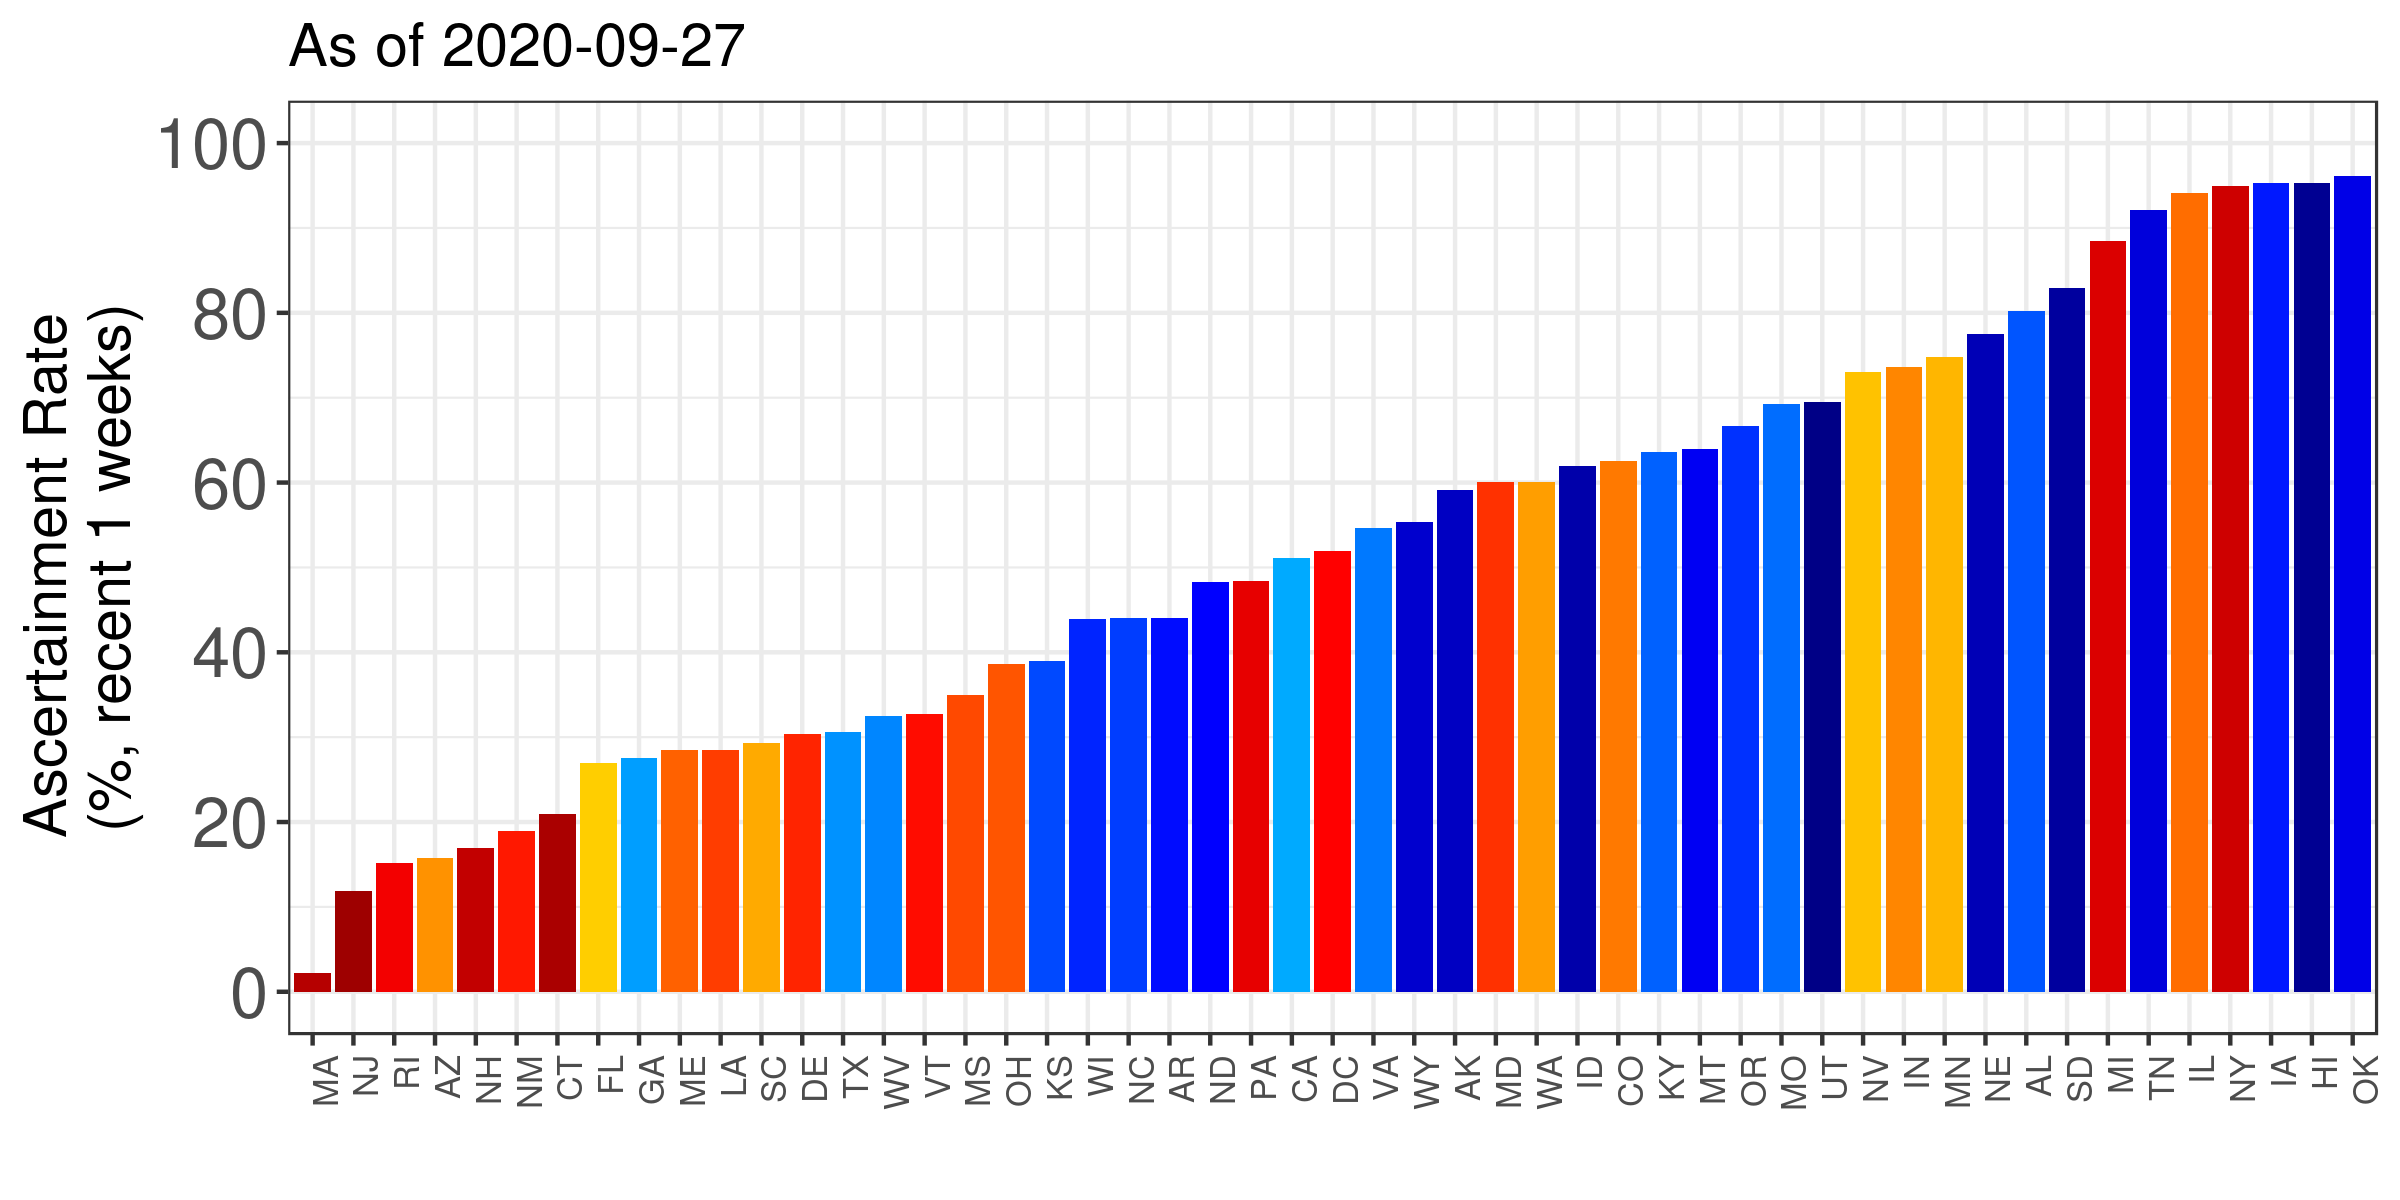 As of 2020-09-27
Ascertainment Rate
(%, recent 1 weeks)
100
80
60
40
20
0
MA NJ RI AZ NH NM CT FL GA ME LA SC DE TX WV VT MS OH KS WI NC AR ND PA CA DC VA WY AK MD WA ID CO KY MT OR MO UT NV IN MN NE AL SD MI TN IL NY IA HI OK